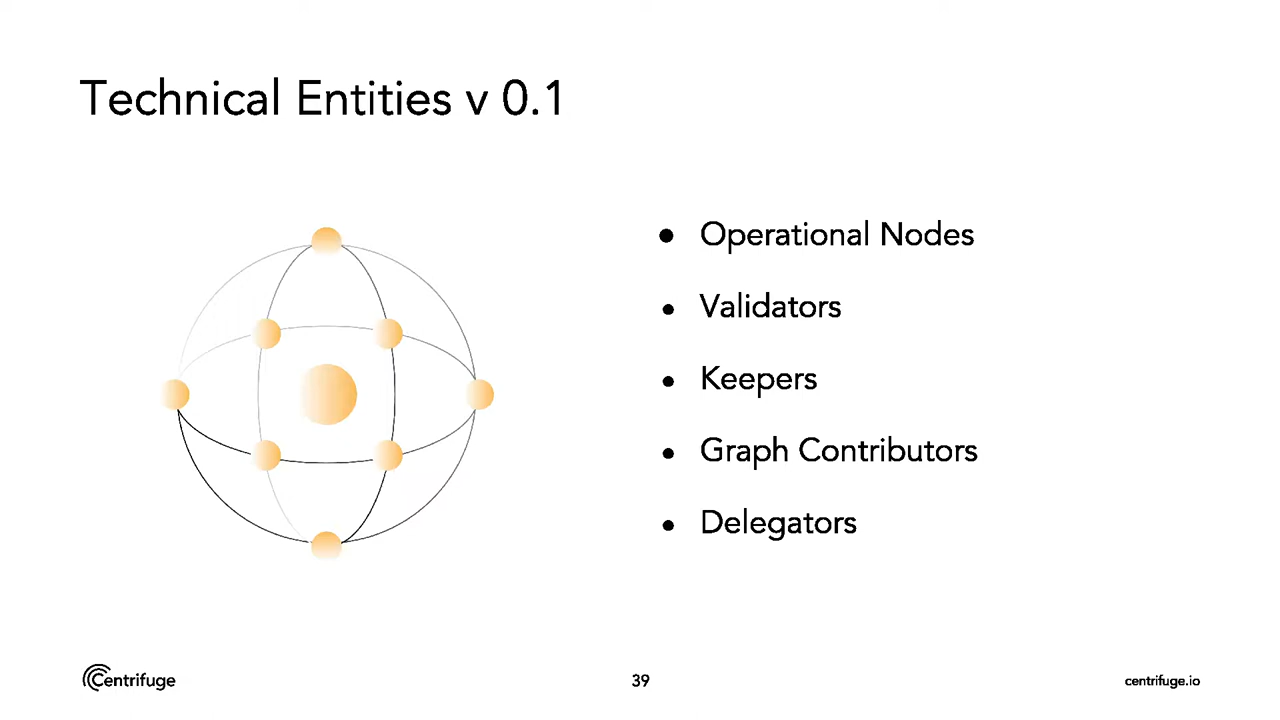 Technical Entities v 0.1
● Operational Nodes
● Validators
● Keepers
● Graph Contributors
● Delegators
Centrifuge
39
centrifuge.io